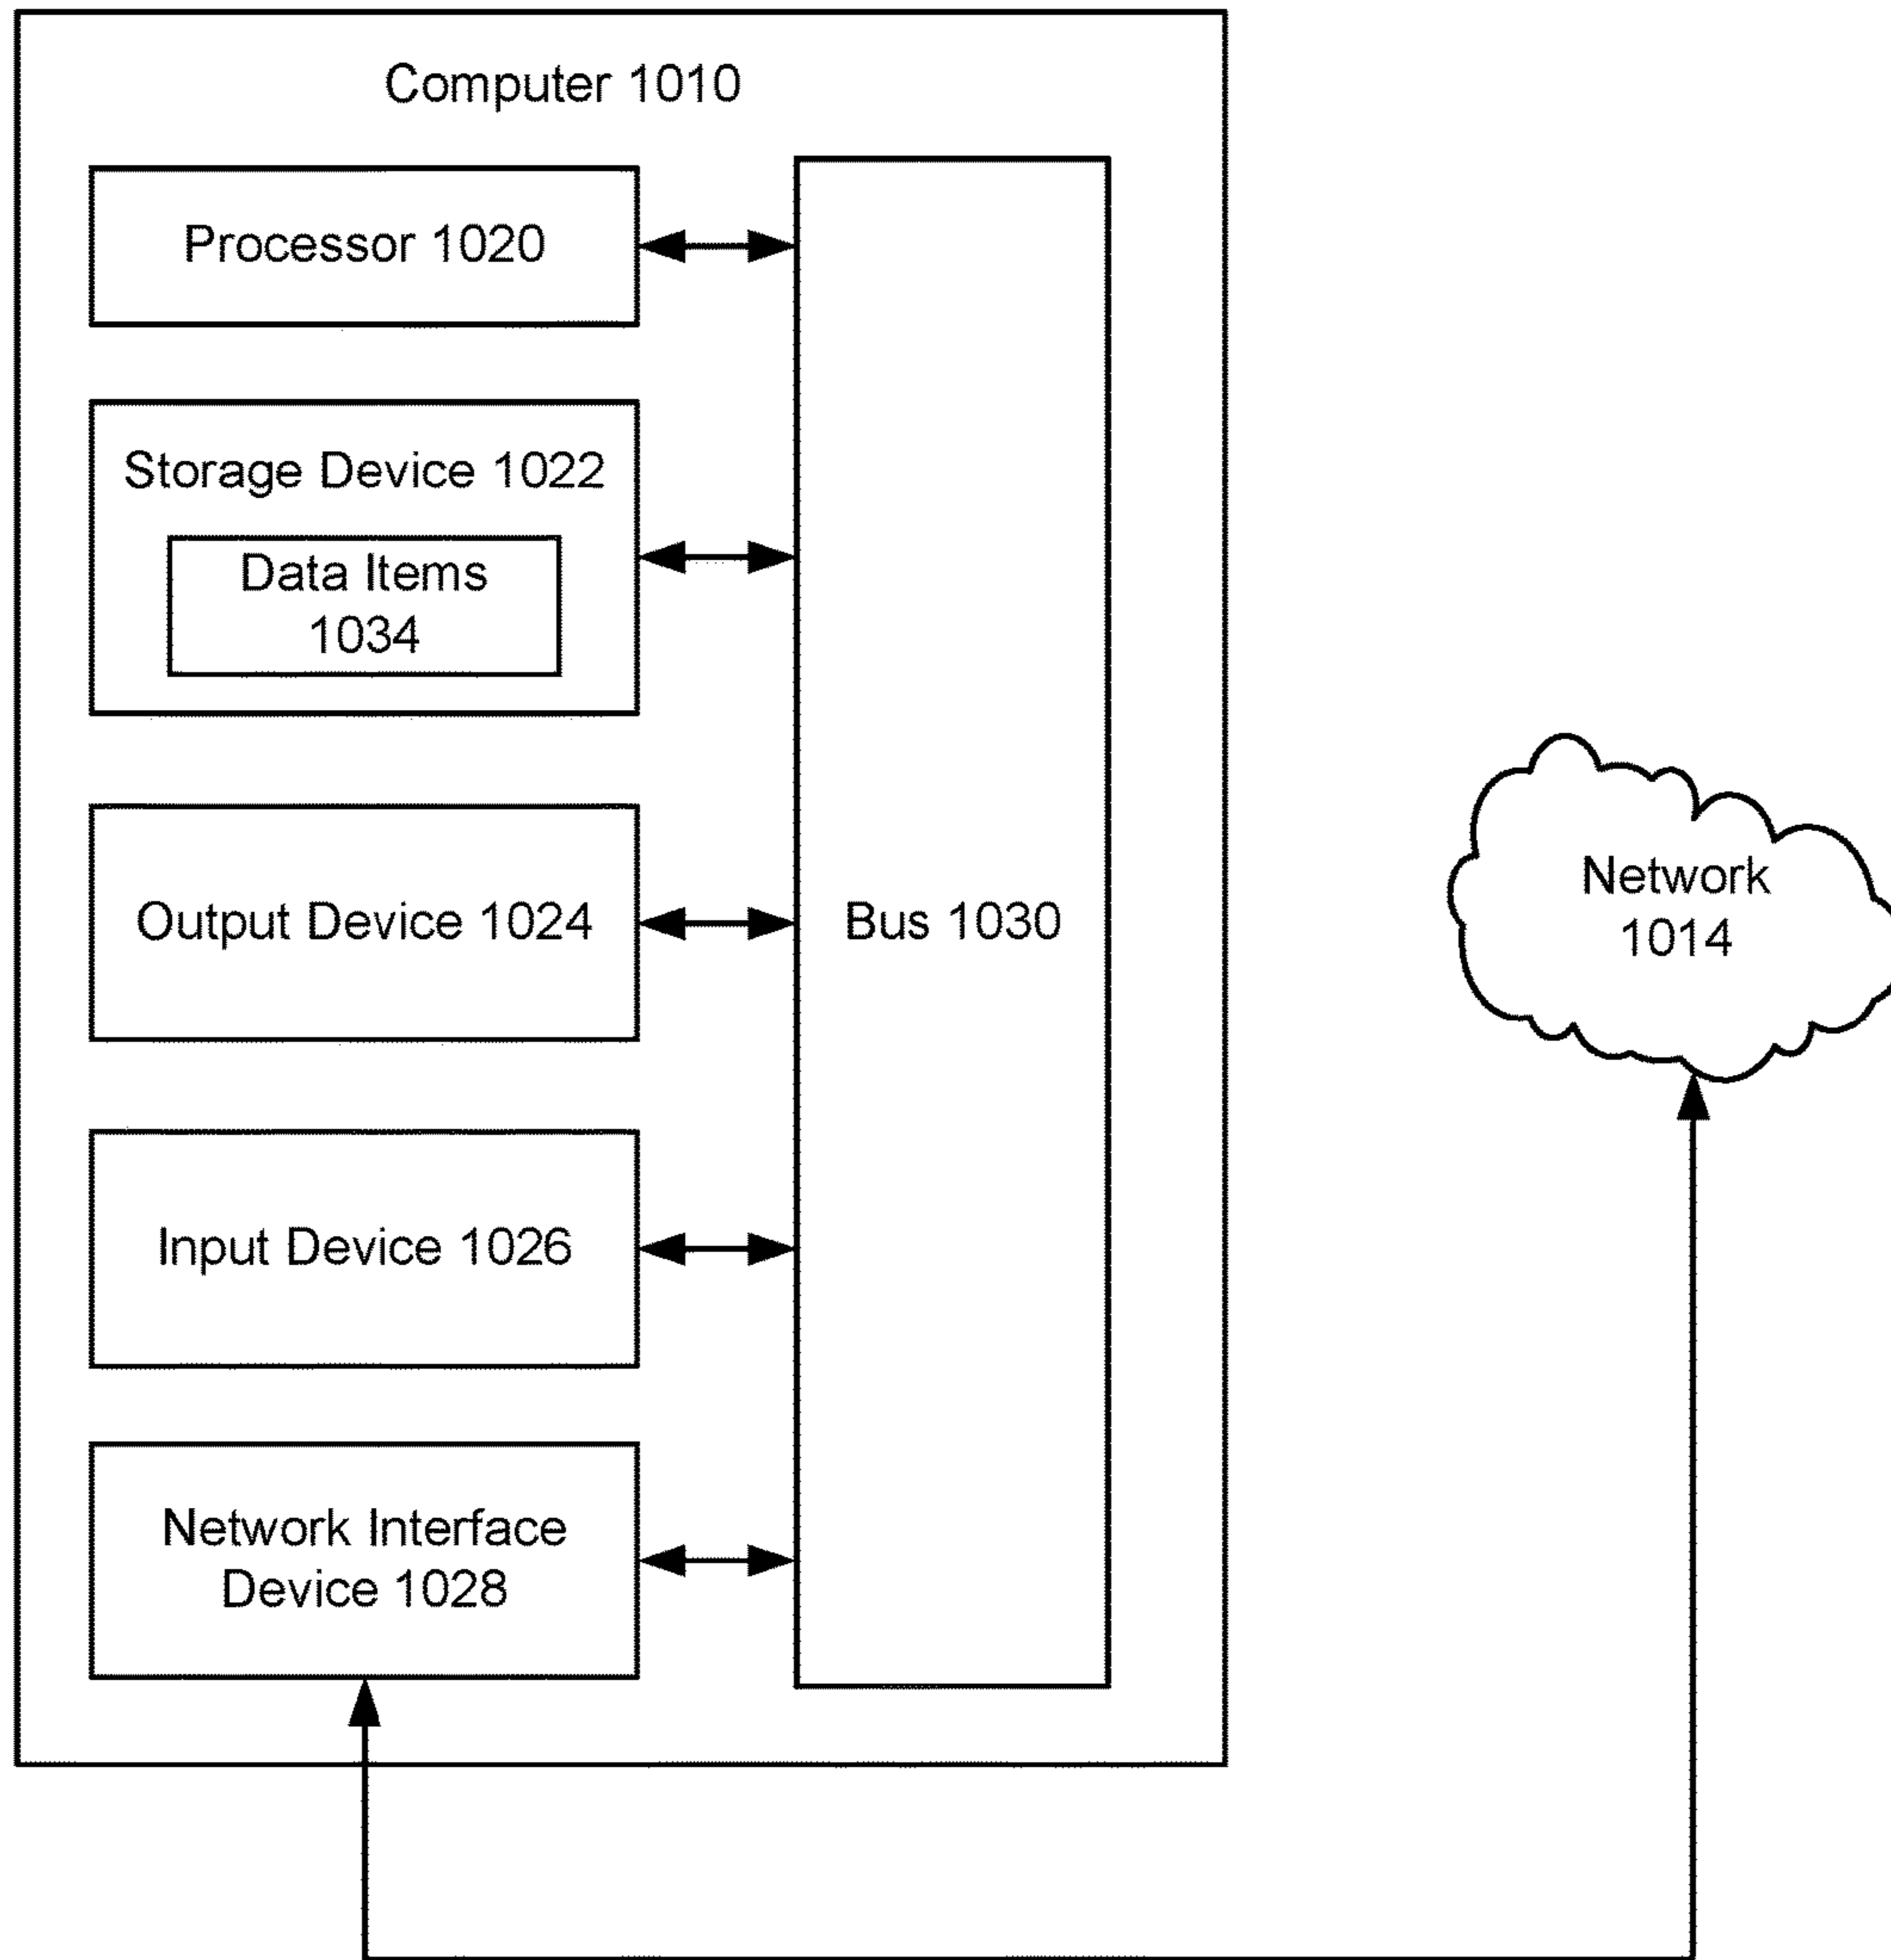 Computer 1010
Processor 1020
Storage Device 1022
Data Items
1034
Output Device 1024
Bus 1030
Network
1014
Input Device 1026
Network Interface
Device 1028